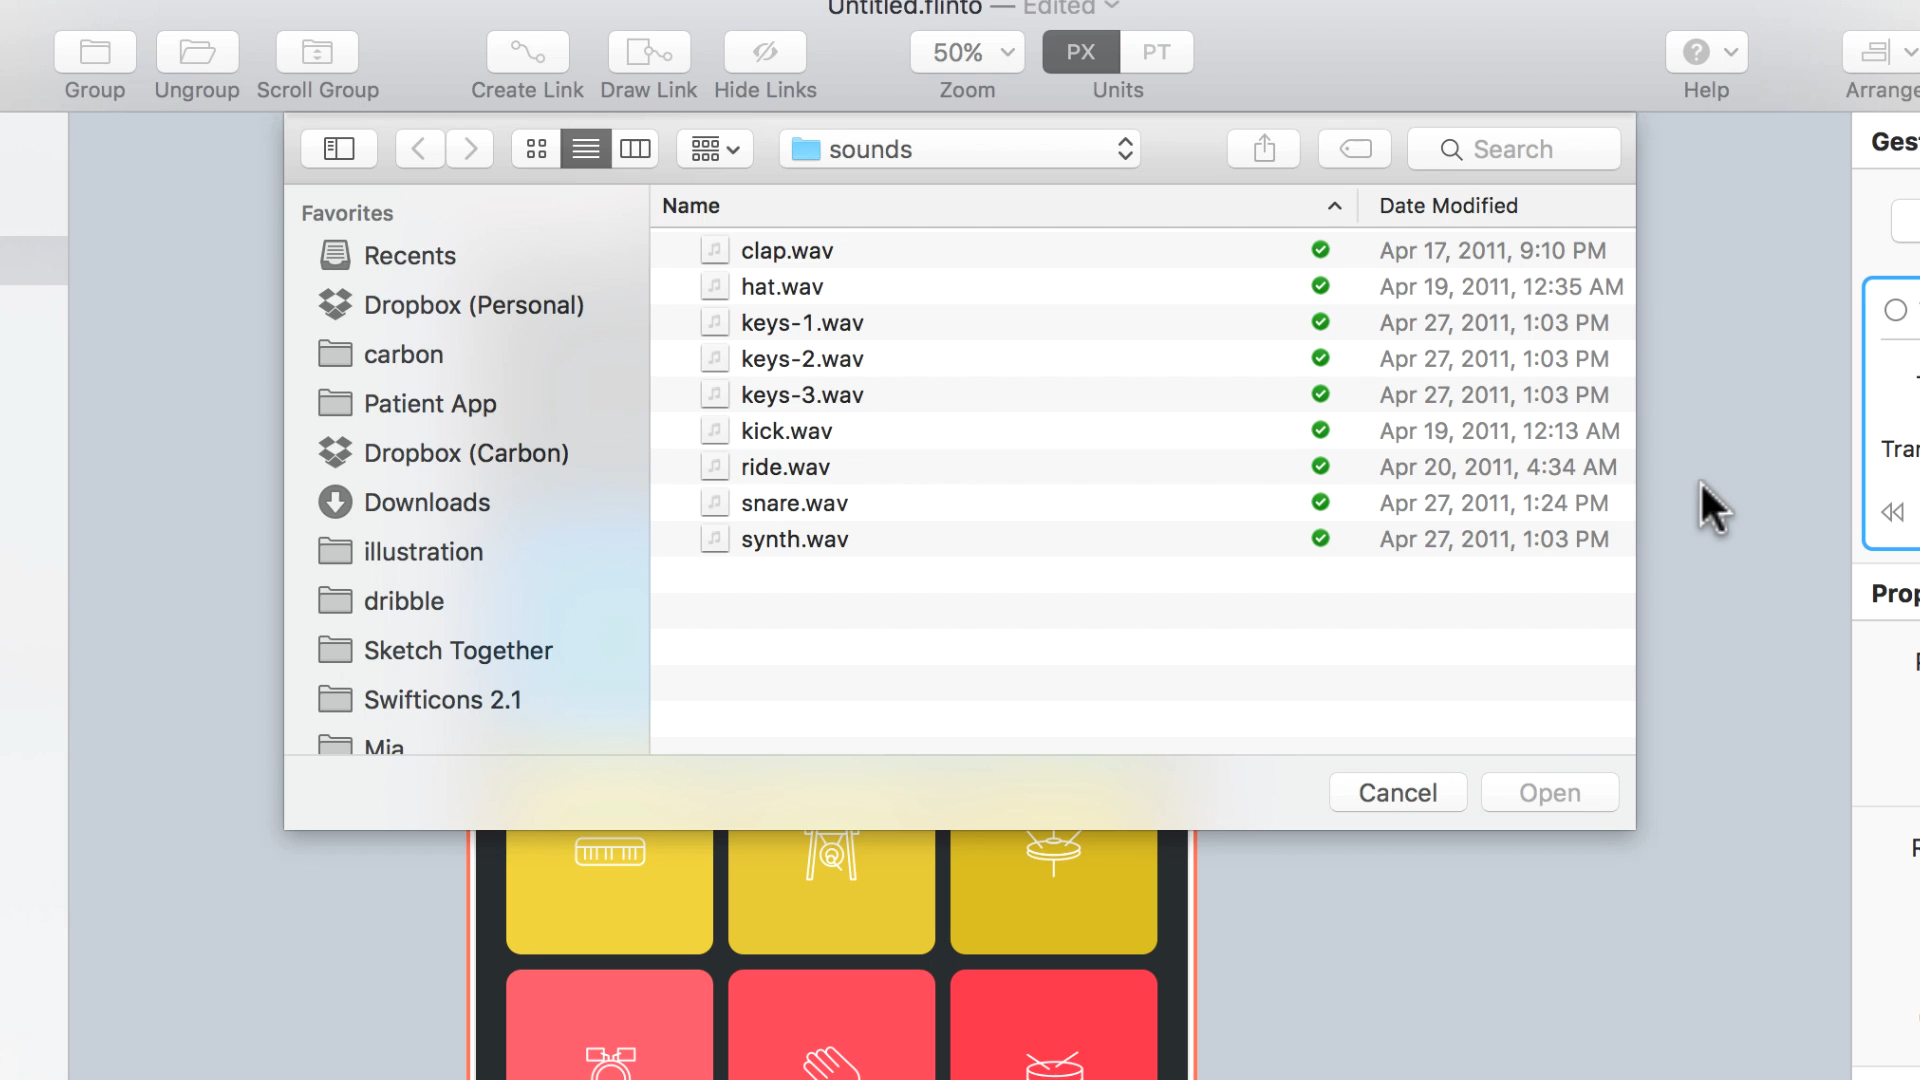 Untitled.flinto — Edited
Group
Ungroup
Scroll Group
Create Link
Draw Link
Hide Links
50%
Zoom
PX
PT
Units
Help
Arrange
sounds
Search
Favorites
Recents
Dropbox (Personal)
carbon
Patient App
Dropbox (Carbon)
Downloads
illustration
dribble
Sketch Together
Swifticons 2.1
Mia
Name
Date Modified
clap.wav Apr 17, 2011, 9:10 PM
hat.wav Apr 19, 2011, 12:35 AM
keys-1.wav Apr 27, 2011, 1:03 PM
keys-2.wav Apr 27, 2011, 1:03 PM
keys-3.wav Apr 27, 2011, 1:03 PM
kick.wav Apr 19, 2011, 12:13 AM
ride.wav Apr 20, 2011, 4:34 AM
snare.wav Apr 27, 2011, 1:24 PM
synth.wav Apr 27, 2011, 1:03 PM
Cancel
Open
Ges
Tran
Prop